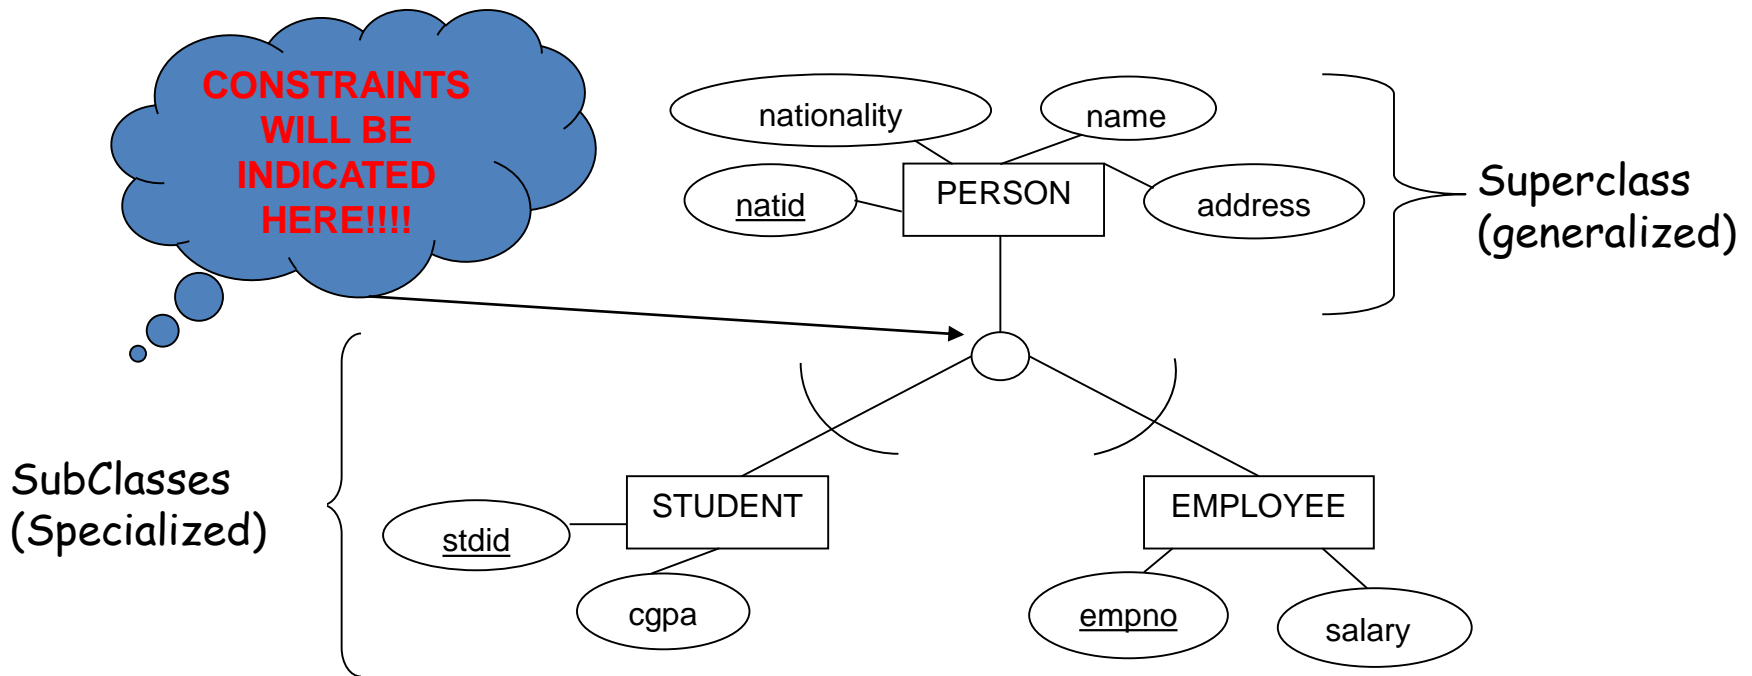 CONSTRAINTS
WILL BE
INDICATED
HERE!!!!
nationality
name
natid
PERSON
address
Superclass
(generalized)
SubClasses
(Specialized)
STUDENT
EMPLOYEE
stdid
cgpa
empno
salary